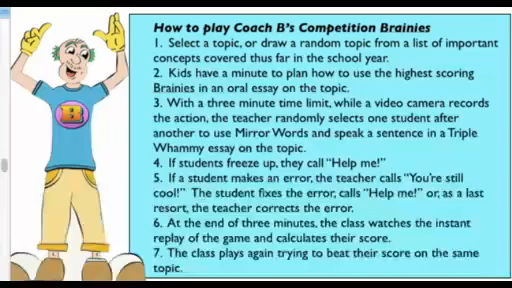 How to play Coach B's Competition Brainies
1. Select a topic, or draw a random topic from a list of important
concepts covered thus far in the school year.
2. Kids have a minute to plan how to use the highest scoring
Brainies in an oral essay on the topic.
3. With a three minute time limit, while a video camera records
the action, the teacher randomly selects one student after
another to use Mirror Words and speak a sentence in a Triple
Whammy essay on the topic.
4. If students freeze up, they call "Help me!"
5. If a student makes an error, the teacher calls "You're still
cool!" The student fixes the error, calls "Help me!" or, as a last
resort, the teacher corrects the error.
6. At the end of three minutes, the class watches the instant
replay of the game and calculates their score.
7. The class plays again trying to beat their score on the same
topic.
B